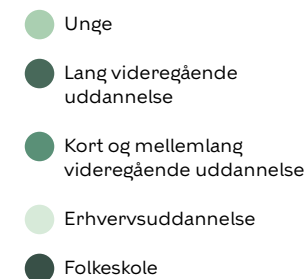 Unge
Lang videregående
uddannelse
Kort og mellemlang
videregående uddannelse
Erhvervsuddannelse
Folkeskole